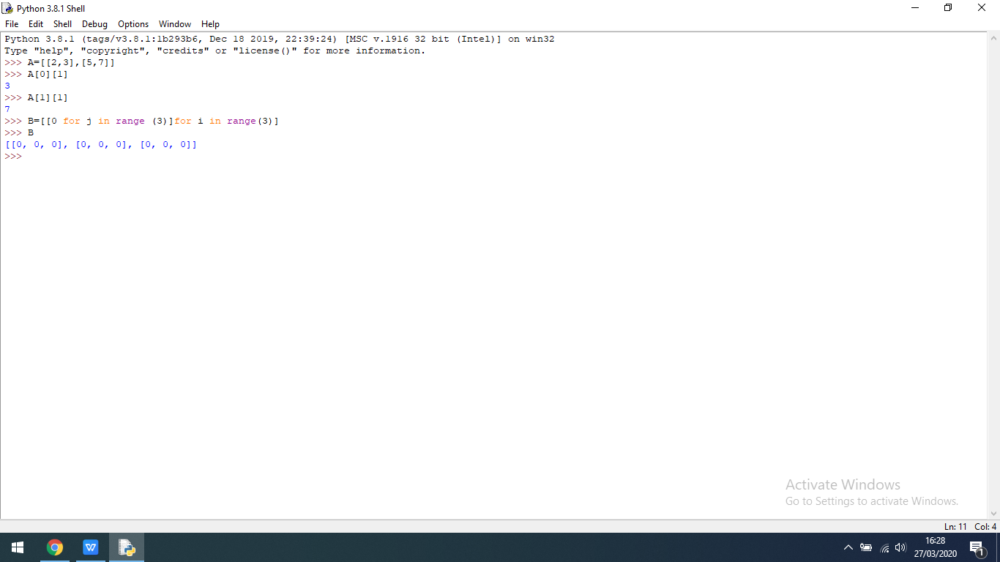 Python 3.8.1 Shell
File Edit Shell Debug Options Window Help
Python 3.8.1 (tags/v3.8.1:1b293b6, Dec 18 2019, 22:39:24) [MSC v.1916 32 bit (Intel)] on win32
Type "help", "copyright", "credits" or "license()" for more information.
>>> A=[[2,3],[5,7]]
>>> A[0][1]
3
>>> A[1][1]
7
>>> B=[[0 for j in range (3)]for i in range(3)]
>>> B
[[0, 0, 0], [0, 0, 0], [0, 0, 0]]
>>>
Activate Windows
Go to Settings to activate Windows.
Ln: 11 Col: 4
W
16:28
27/03/2020
1